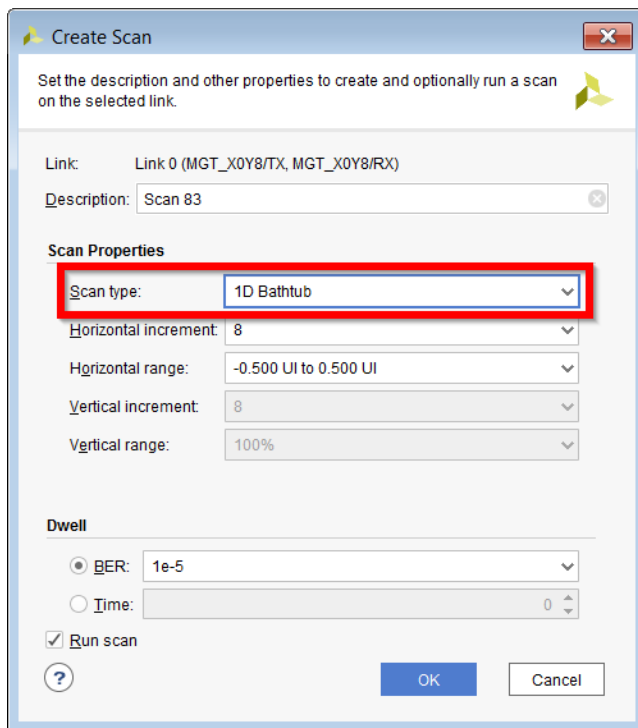 Create Scan
Set the description and other properties to create and optionally run a scan
on the selected link.
Link: Link 0 (MGT_X0Y8/TX, MGT_X0Y8/RX)
Description: Scan 83
Scan Properties
Scan type: 1D Bathtub
Horizontal increment: 8
Horizontal range: -0.500 UI to 0.500 UI
Vertical increment: 8
Vertical range: 100%
Dwell
BER: 1e-5
Time: 0
Run scan
? OK Cancel